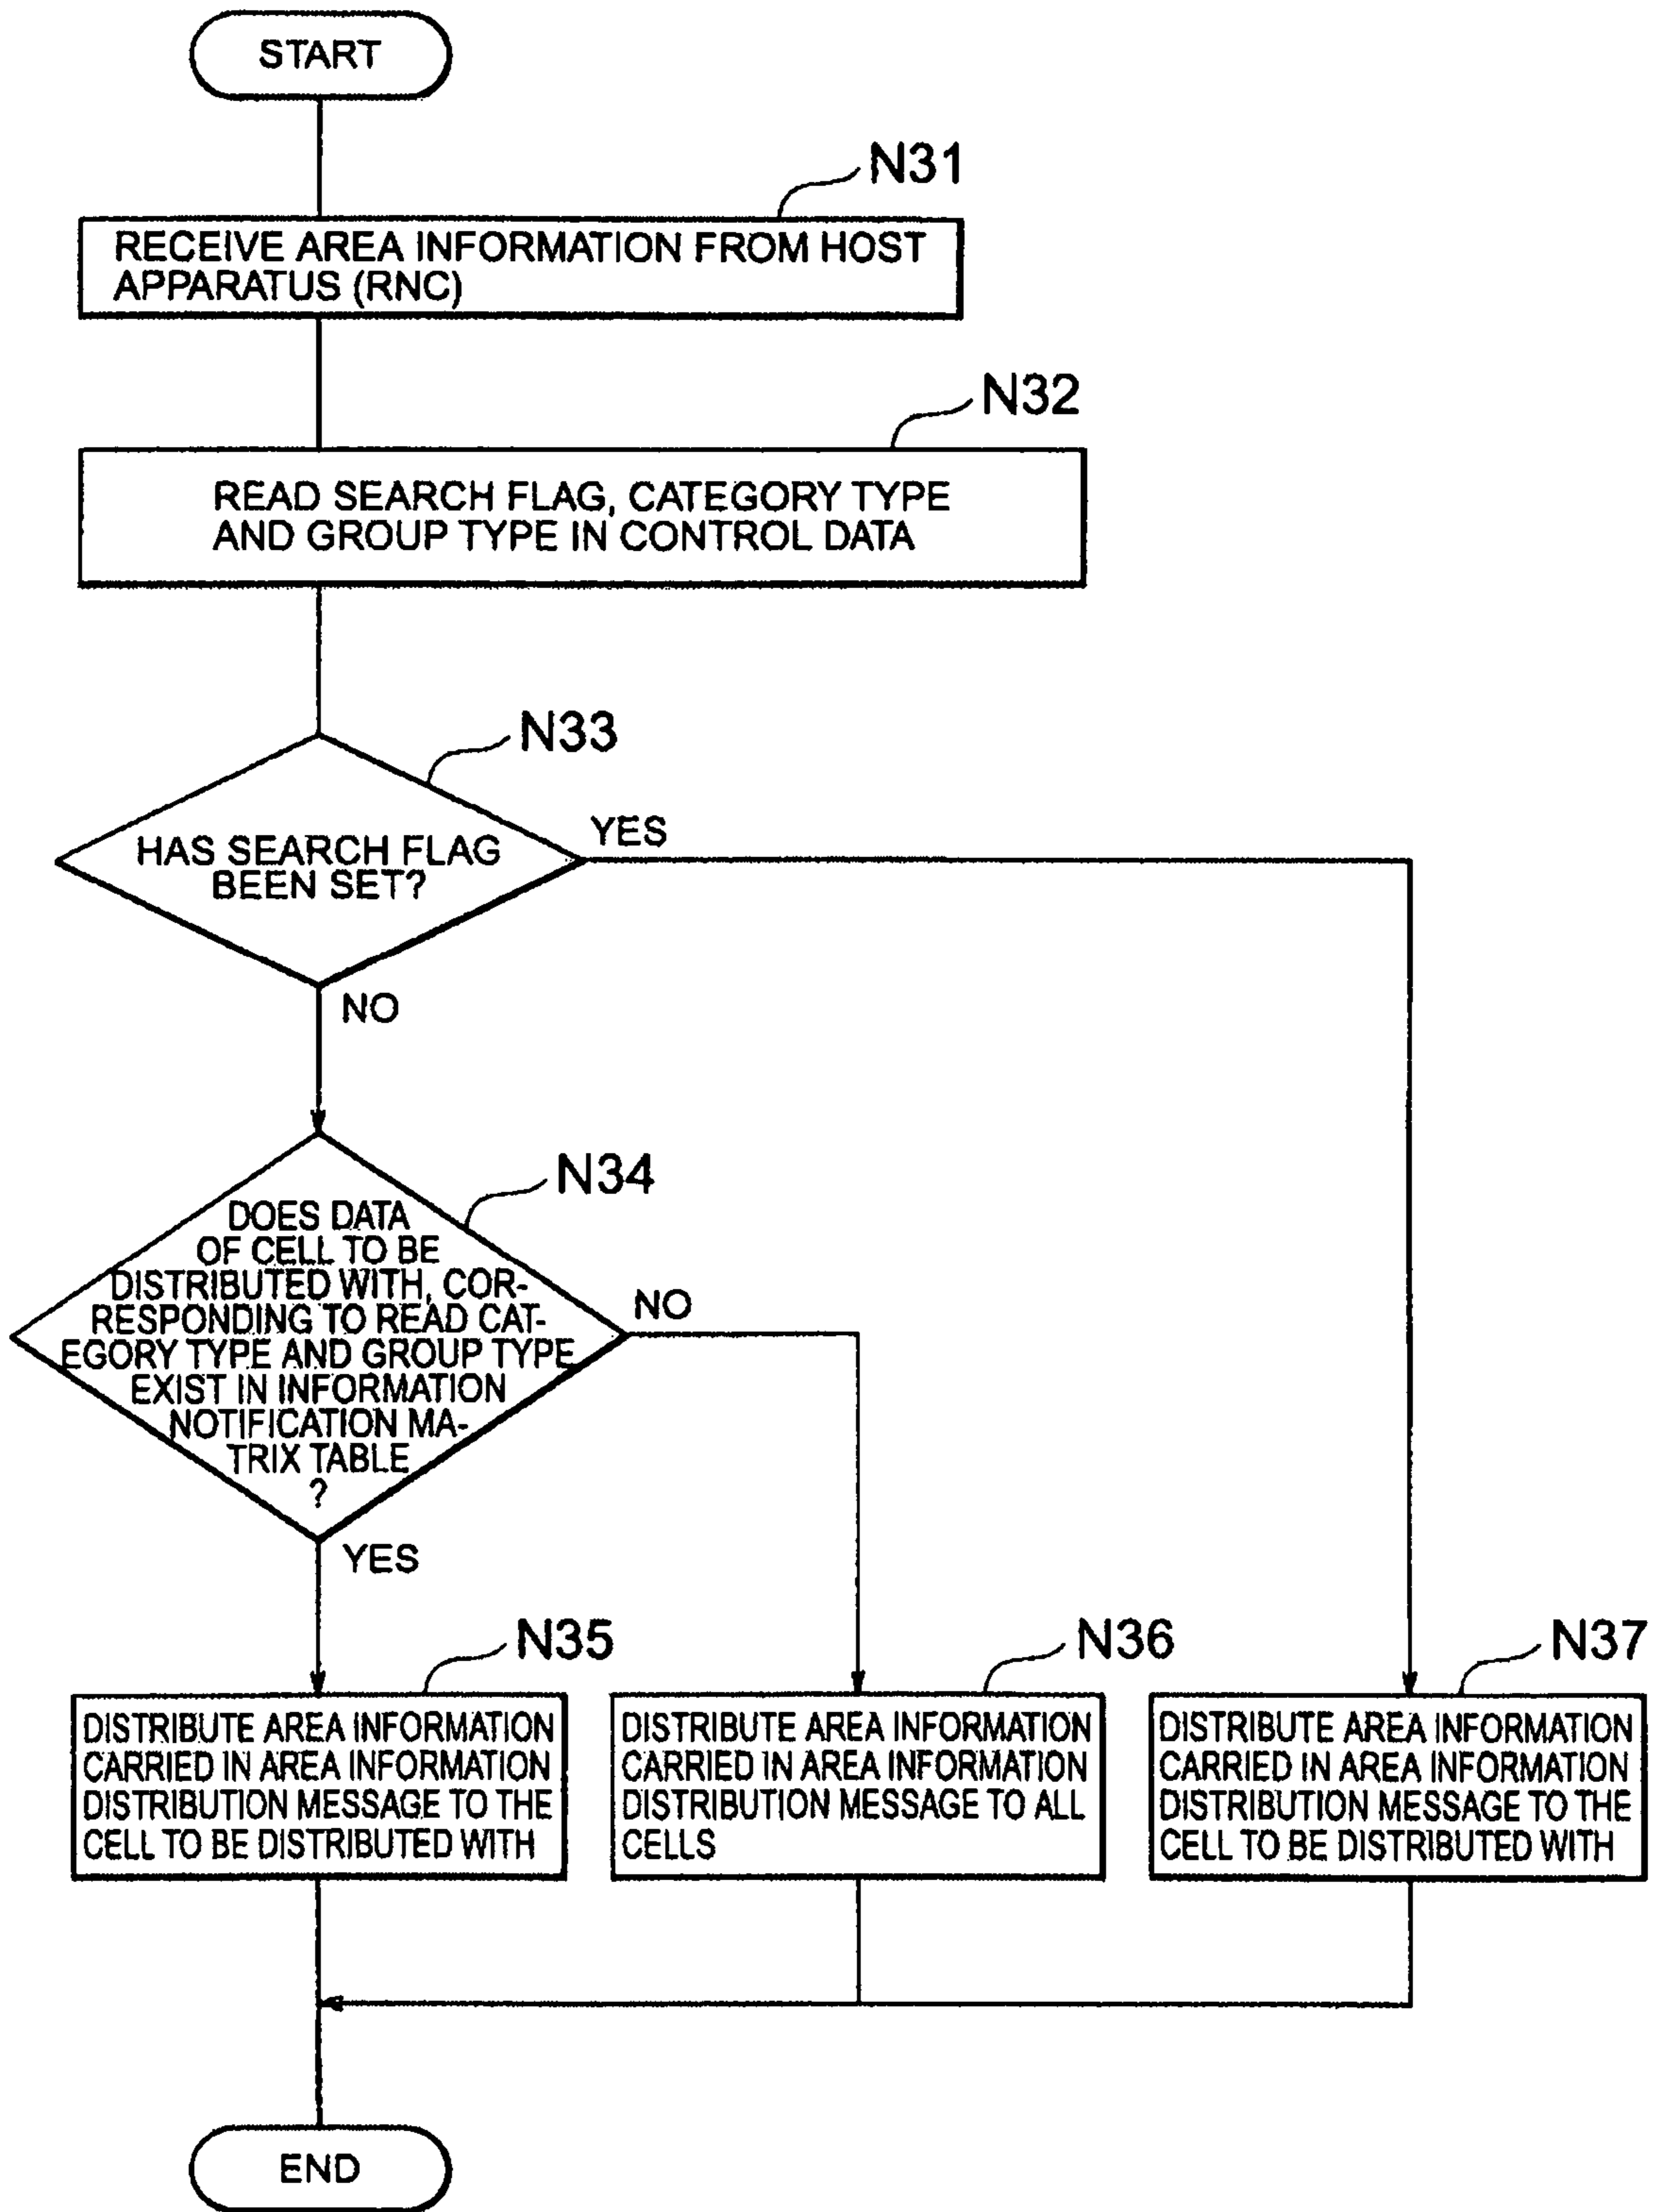 START
N31
RECEIVE AREA INFORMATION FROM HOST
APPARATUS (RNC)
N32
READ SEARCH FLAG, CATEGORY TYPE
AND GROUP TYPE IN CONTROL DATA
N33
HAS SEARCH FLAG
BEEN SET?
YES
NO
N34
DOES DATA
OF CELL TO BE
DISTRIBUTED WITH, COR-
RESPONDING TO READ CAT-
EGORY TYPE AND GROUP TYPE
EXIST IN INFORMATION
NOTIFICATION MA-
TRIX TABLE
?
NO
YES
N35
DISTRIBUTE AREA INFORMATION
CARRIED IN AREA INFORMATION
DISTRIBUTION MESSAGE TO THE
CELL TO BE DISTRIBUTED WITH
N36
DISTRIBUTE AREA INFORMATION
CARRIED IN AREA INFORMATION
DISTRIBUTION MESSAGE TO ALL
CELLS
N37
DISTRIBUTE AREA INFORMATION
CARRIED IN AREA INFORMATION
DISTRIBUTION MESSAGE TO THE
CELL TO BE DISTRIBUTED WITH
END